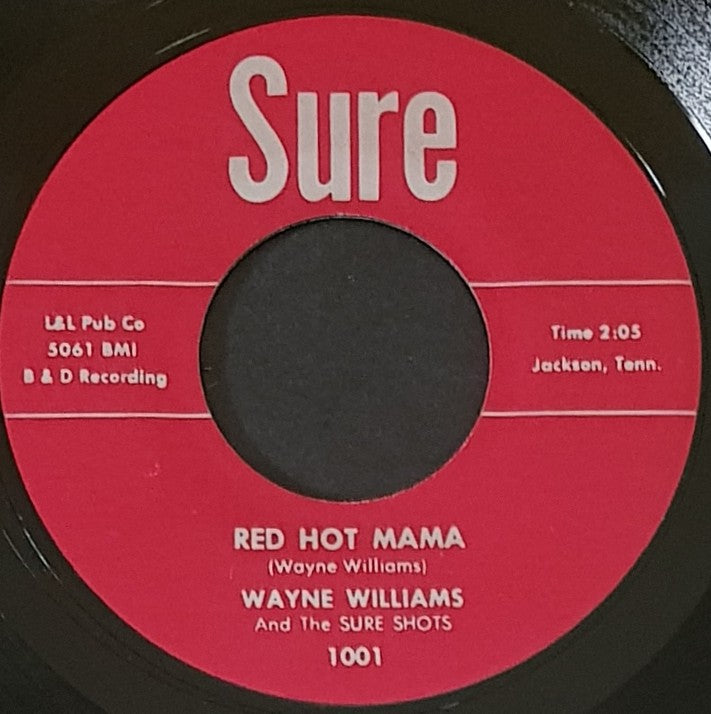 Sure
L&L Pub Co
5061 BMI
B & D Recording
Time 2:05
Jackson, Tenn.
RED HOT MAMA
(Wayne Williams)
WAYNE WILLIAMS
And The SURE SHOTS
1001